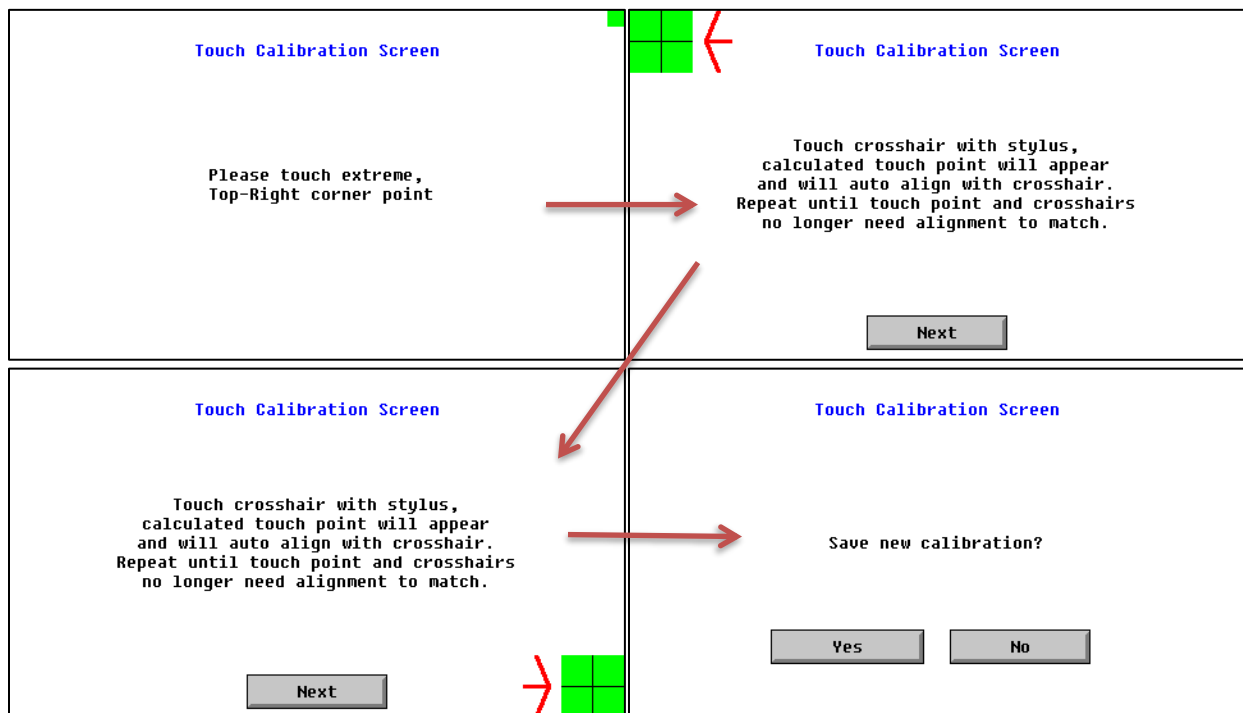 Touch Calibration Screen
Please touch extreme,
Top-Right corner point
Touch Calibration Screen
Touch crosshair with stylus,
calculated touch point will appear
and will auto align with crosshair.
Repeat until touch point and crosshairs
no longer need alignment to match.
Next
Touch Calibration Screen
Touch crosshair with stylus,
calculated touch point will appear
and will auto align with crosshair.
Repeat until touch point and crosshairs
no longer need alignment to match.
Next
Touch Calibration Screen
Save new calibration?
Yes No